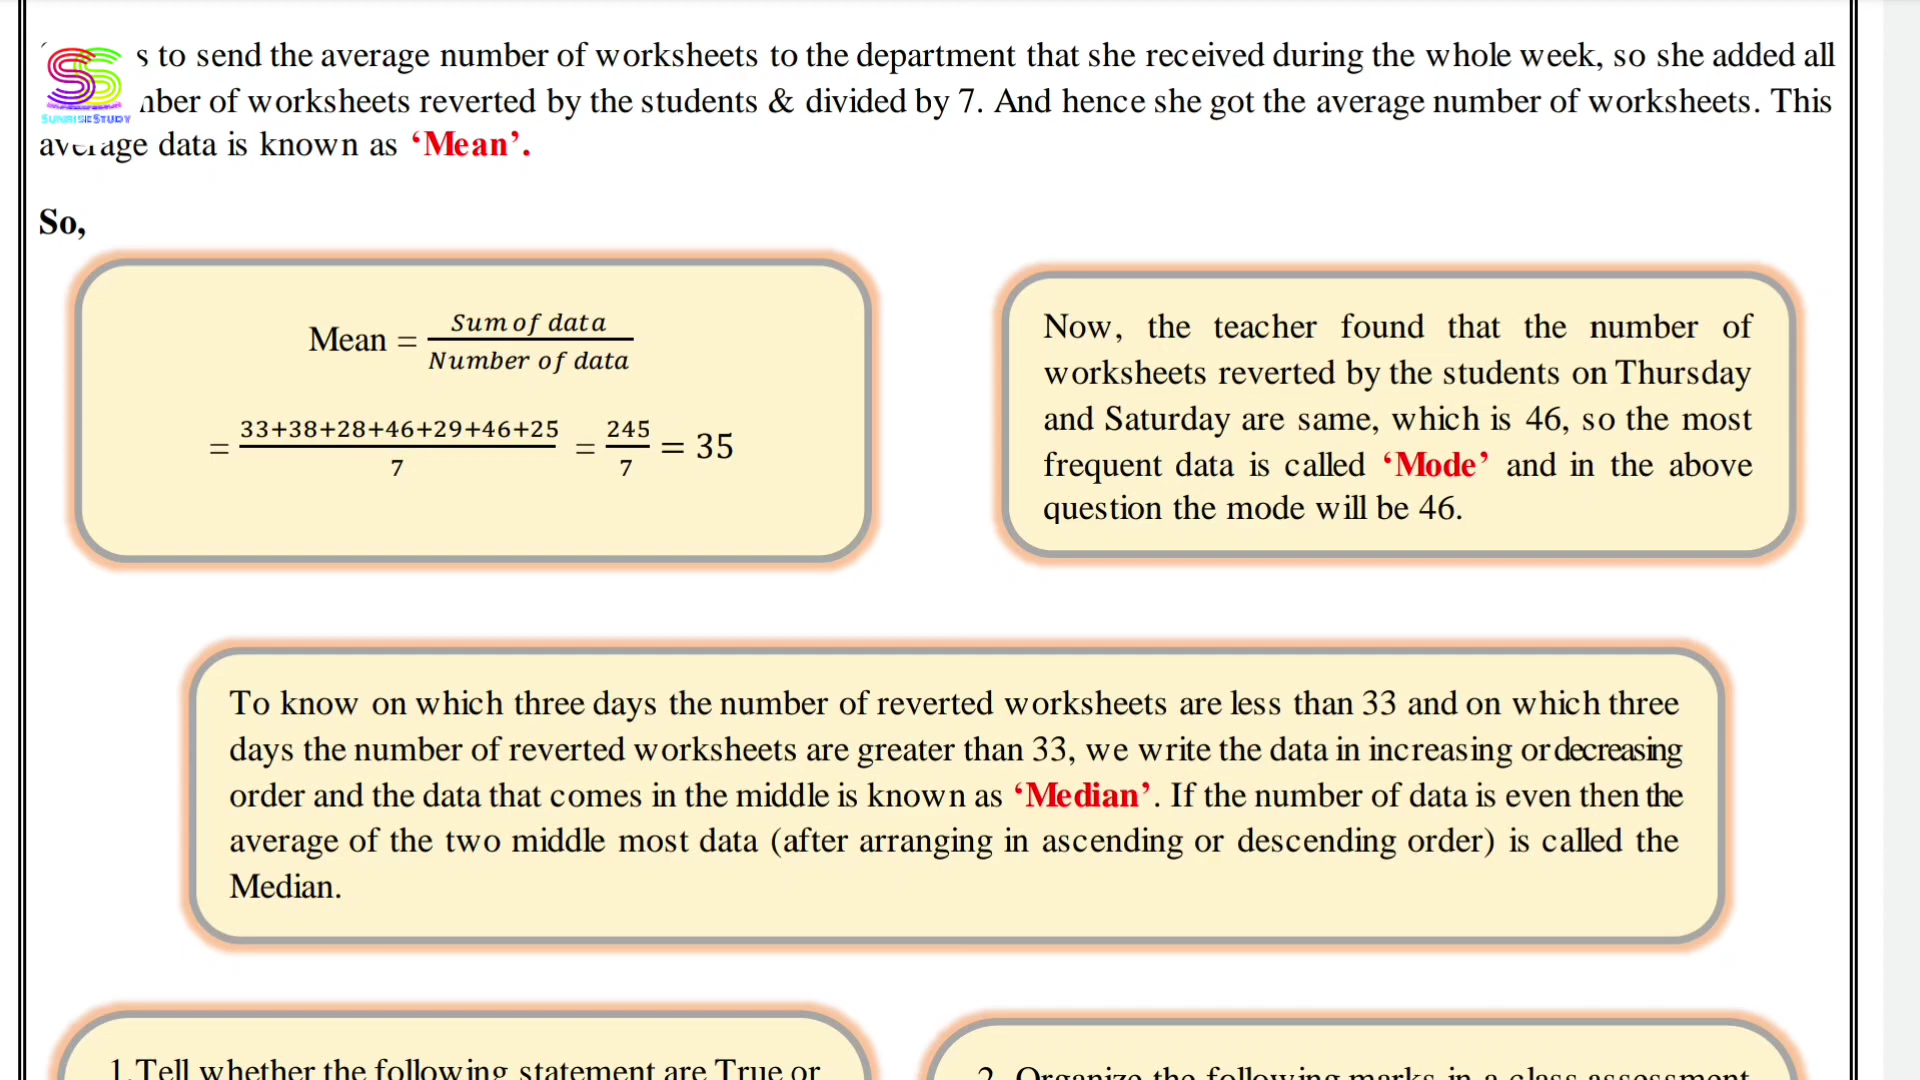 s to send the average number of worksheets to the department that she received during the whole week, so she added all
SUNRISE STUDY
of worksheets reverted by the students & divided by 7. And hence she got the average number of worksheets. This
average data is known as ‘Mean’.
So,
Mean = Sum of data / Number of data
= 33+38+28+46+29+46+25 / 7 = 245 / 7 = 35
Now, the teacher found that the number of
worksheets reverted by the students on Thursday
and Saturday are same, which is 46, so the most
frequent data is called ‘Mode’ and in the above
question the mode will be 46.
To know on which three days the number of reverted worksheets are less than 33 and on which three
days the number of reverted worksheets are greater than 33, we write the data in increasing or decreasing
order and the data that comes in the middle is known as ‘Median’. If the number of data is even then the
average of the two middle most data (after arranging in ascending or descending order) is called the
Median.
1. Tell whether the following statement are True or
2. Organize the following marks in a class assessment